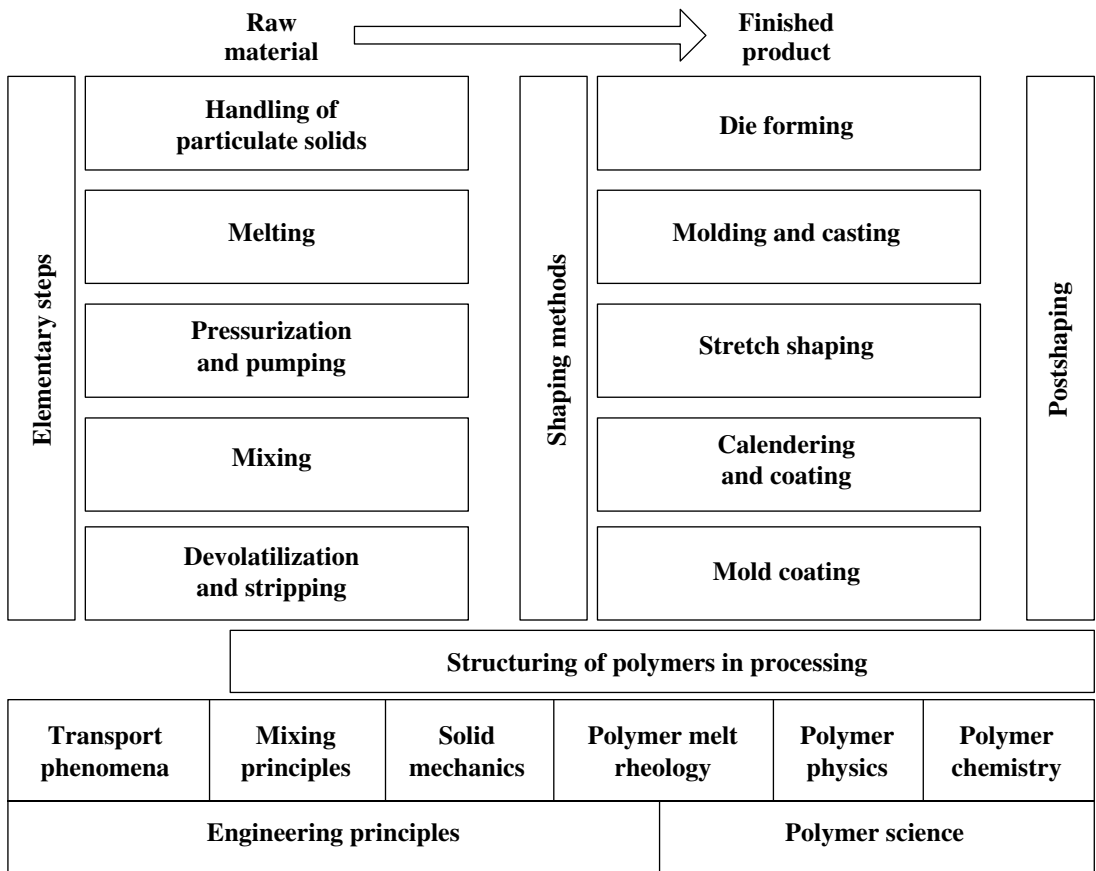 Raw
material
Finished
product
Elementary steps
Handling of
particulate solids
Melting
Pressurization
and pumping
Mixing
Devolatilization
and stripping
Shaping methods
Die forming
Molding and casting
Stretch shaping
Calendering
and coating
Mold coating
Postshaping
Structuring of polymers in processing
Transport
phenomena
Mixing
principles
Solid
mechanics
Polymer melt
rheology
Polymer
physics
Polymer
chemistry
Engineering principles
Polymer science